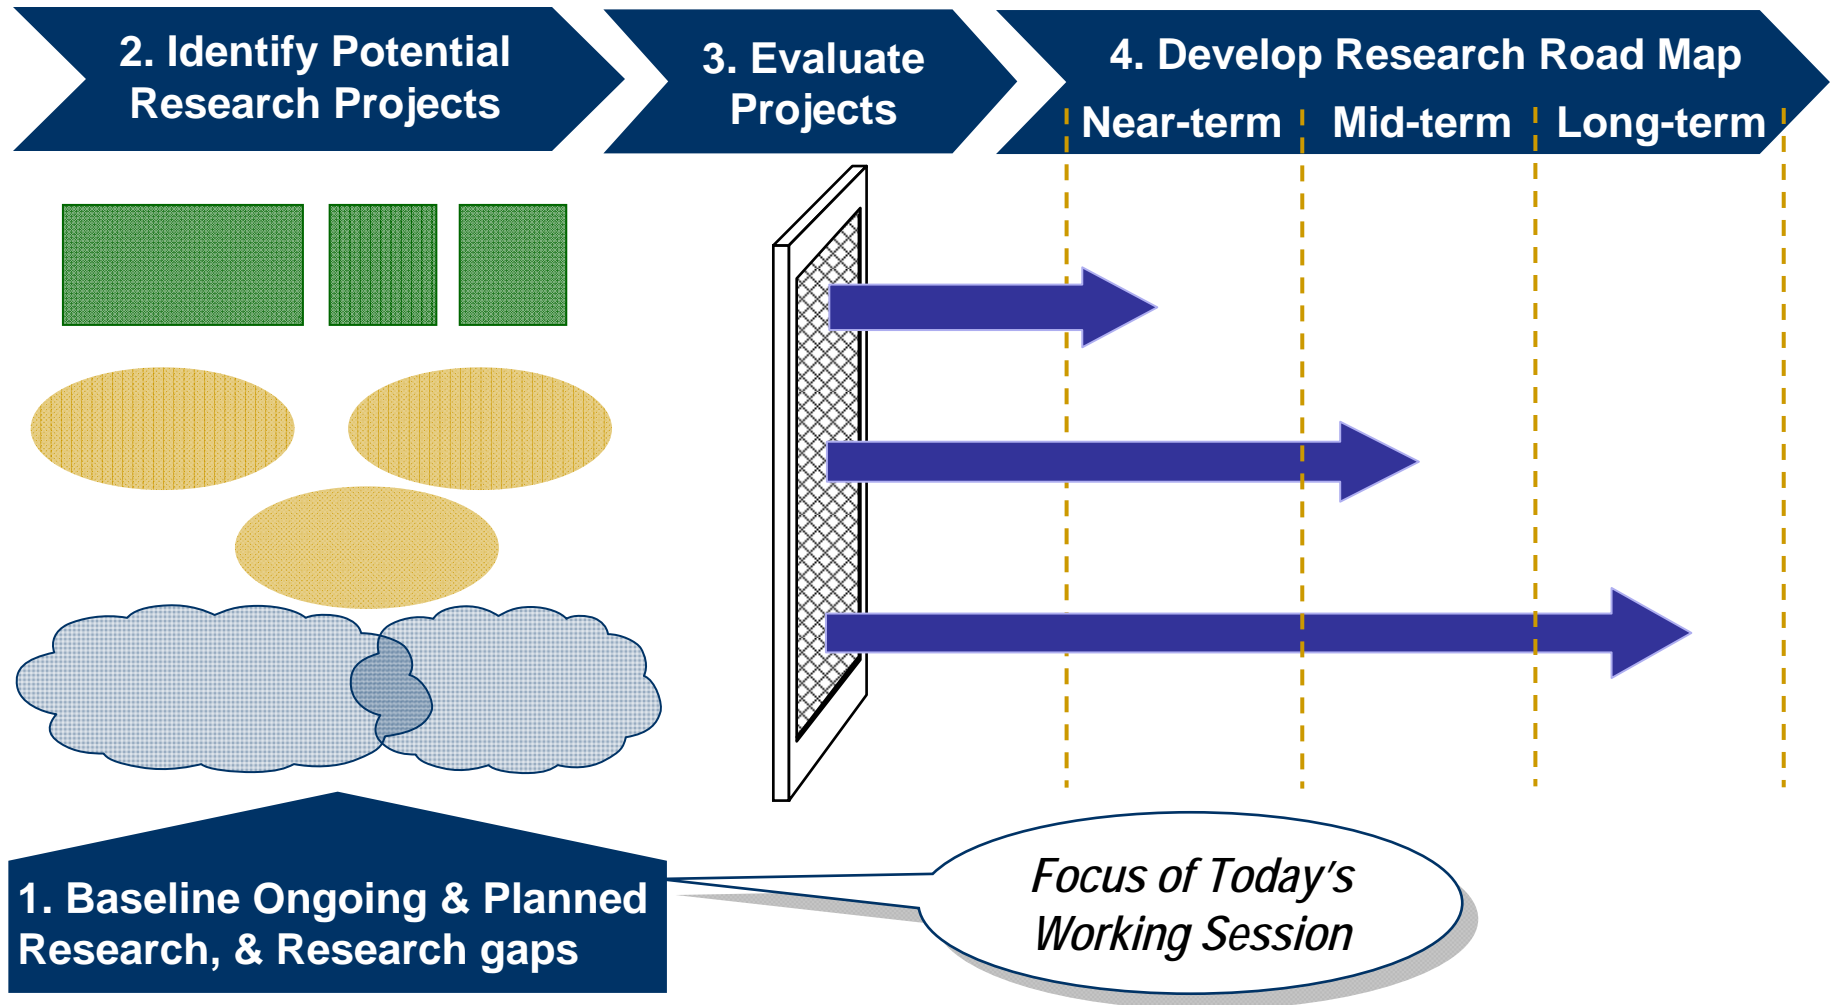 2. Identify Potential
Research Projects
3. Evaluate
Projects
4. Develop Research Road Map
Near-term
Mid-term
Long-term
1. Baseline Ongoing & Planned
Research, & Research gaps
Focus of Today's
Working Session